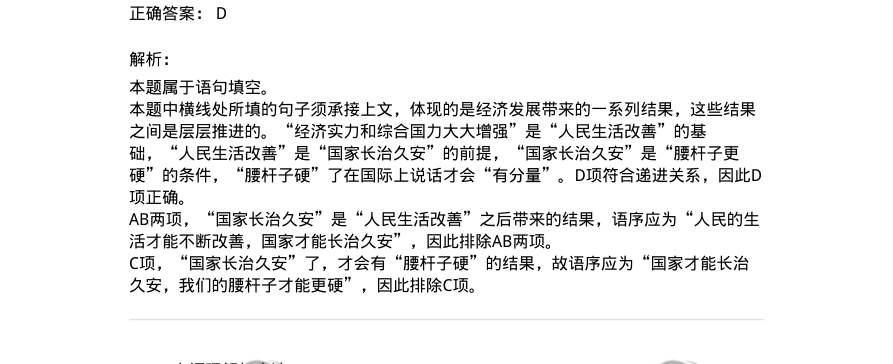 正确答案： D
解析：
本题属于语句填空。
本题中横线处所填的句子须承接上文，体现的是经济发展带来的一系列结果，这些结果
之间是层层推进的。“经济实力和综合国力大大增强”是“人民生活改善”的基
础，“人民生活改善”是“国家长治久安”的前提，“国家长治久安”是“腰杆子更
硬”的条件，“腰杆子硬”了在国际上说话才会“有分量”。D项符合递进关系，因此D
项正确。
AB两项，“国家长治久安”是“人民生活改善”之后带来的结果，语序应为“人民的生
活才能不断改善，国家才能长治久安”，因此排除AB两项。
C项，“国家长治久安”了，才会有“腰杆子硬”的结果，故语序应为“国家才能长治
久安，我们的腰杆子才能更硬”，因此排除C项。